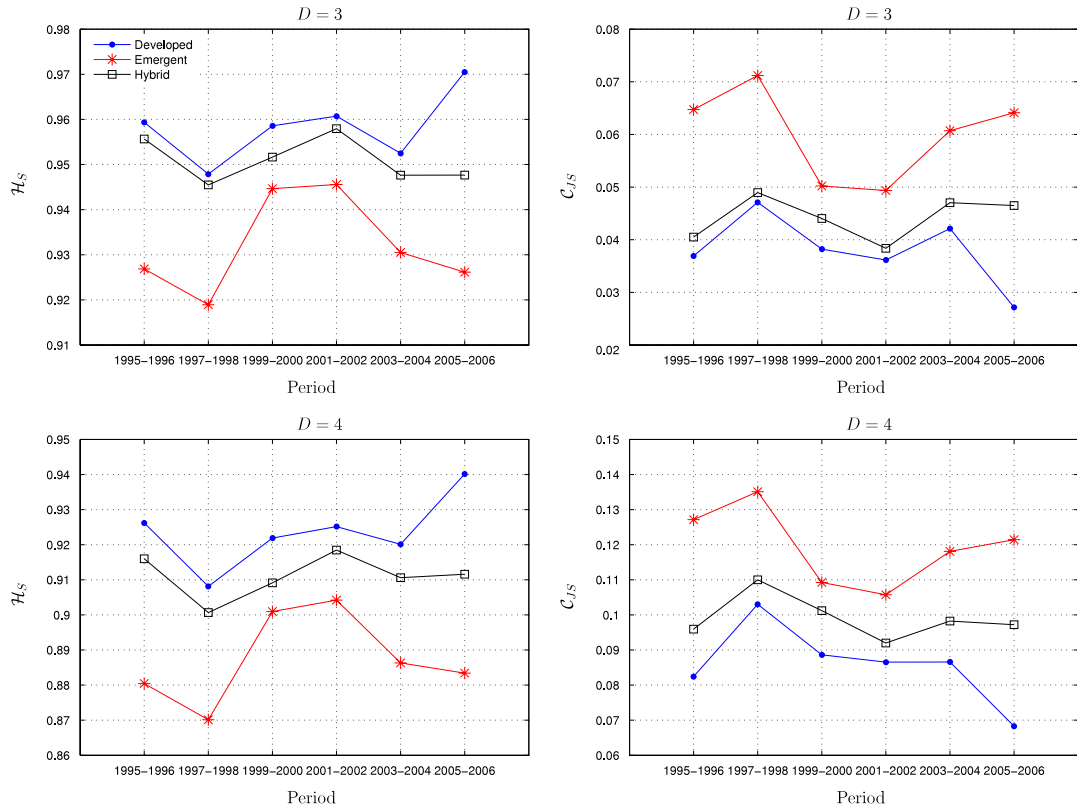 D = 3
0.98
0.97
0.96
0.95
0.94
0.93
0.92
0.91
ℋ_S
Developed
Emergent
Hybrid
1995−1996 1997−1998 1999−2000 2001−2002 2003−2004 2005−2006
Period
D = 3
0.08
0.07
0.06
0.05
0.04
0.03
0.02
𝒞_JS
1995−1996 1997−1998 1999−2000 2001−2002 2003−2004 2005−2006
Period
D = 4
0.95
0.94
0.93
0.92
0.91
0.9
0.89
0.88
0.87
0.86
ℋ_S
1995−1996 1997−1998 1999−2000 2001−2002 2003−2004 2005−2006
Period
D = 4
0.15
0.14
0.13
0.12
0.11
0.1
0.09
0.08
0.07
0.06
𝒞_JS
1995−1996 1997−1998 1999−2000 2001−2002 2003−2004 2005−2006
Period